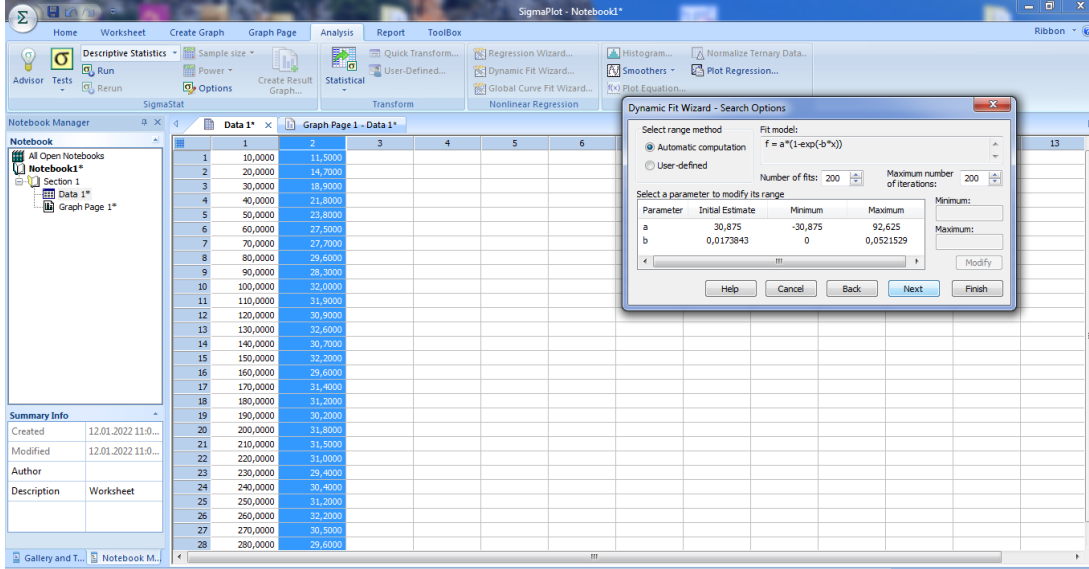 SigmaPlot - Notebook1*
Home Worksheet Create Graph Graph Page Analysis Report ToolBox Ribbon
Advisor Tests Descriptive Statistics Run Rerun
Sample size Power Options Create Result Graph...
SigmaStat
Statistical Quick Transform... User-Defined...
Transform
Regression Wizard... Dynamic Fit Wizard... Global Curve Fit Wizard...
Nonlinear Regression
Histogram... Smoothers Plot Equation...
Normalize Ternary Data.. Plot Regression...
Notebook Manager
Notebook
All Open Notebooks
Notebook1*
Section 1
Data 1*
Graph Page 1*
Summary Info
Created 12.01.2022 11:0...
Modified 12.01.2022 11:0...
Author
Description Worksheet
Gallery and T... Notebook M...
Data 1* Graph Page 1 - Data 1*
1 2 3 4 5 6 13
1 10,0000 11,5000
2 20,0000 14,7000
3 30,0000 18,9000
4 40,0000 21,8000
5 50,0000 23,8000
6 60,0000 27,5000
7 70,0000 27,7000
8 80,0000 29,6000
9 90,0000 28,3000
10 100,0000 32,0000
11 110,0000 31,9000
12 120,0000 30,9000
13 130,0000 32,6000
14 140,0000 30,7000
15 150,0000 32,2000
16 160,0000 29,6000
17 170,0000 31,4000
18 180,0000 31,2000
19 190,0000 30,2000
20 200,0000 31,8000
21 210,0000 31,5000
22 220,0000 31,0000
23 230,0000 29,4000
24 240,0000 30,4000
25 250,0000 31,2000
26 260,0000 32,2000
27 270,0000 30,5000
28 280,0000 29,6000
Dynamic Fit Wizard - Search Options
Select range method
Automatic computation
User-defined
Fit model:
f = a*(1-exp(-b*x))
Number of fits: 200
Maximum number of iterations: 200
Select a parameter to modify its range
Parameter Initial Estimate Minimum Maximum
a 30,875 -30,875 92,625
b 0,0173843 0 0,0521529
Minimum:
Maximum:
Modify
Help Cancel Back Next Finish